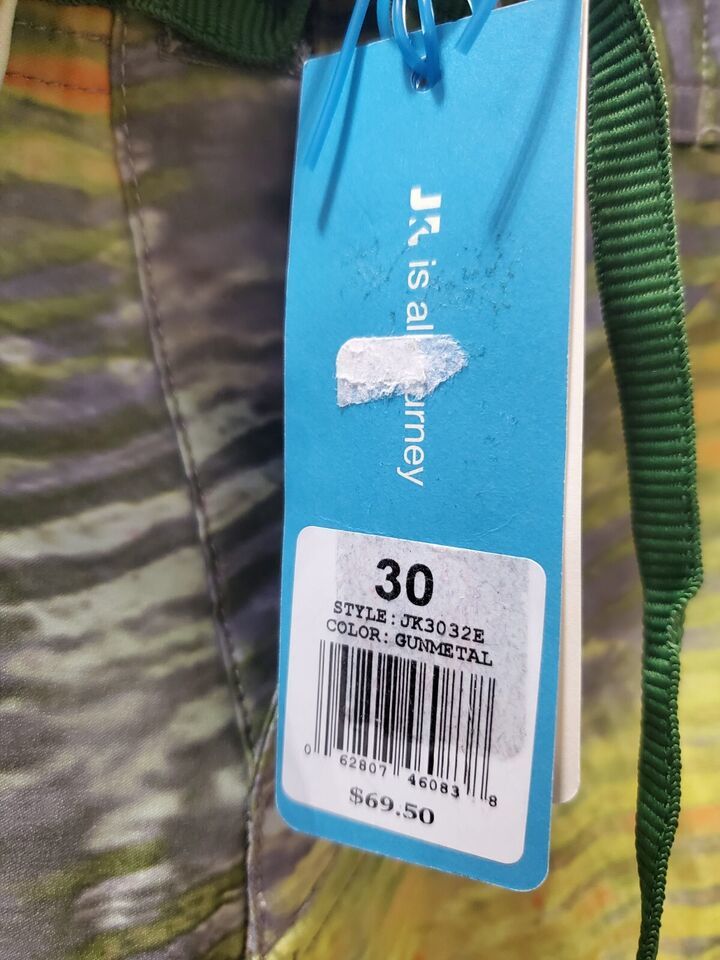 JK is al urney
30
STYLE: JK3032E
COLOR: GUNMETAL
0 62807 46083 8
$69.50